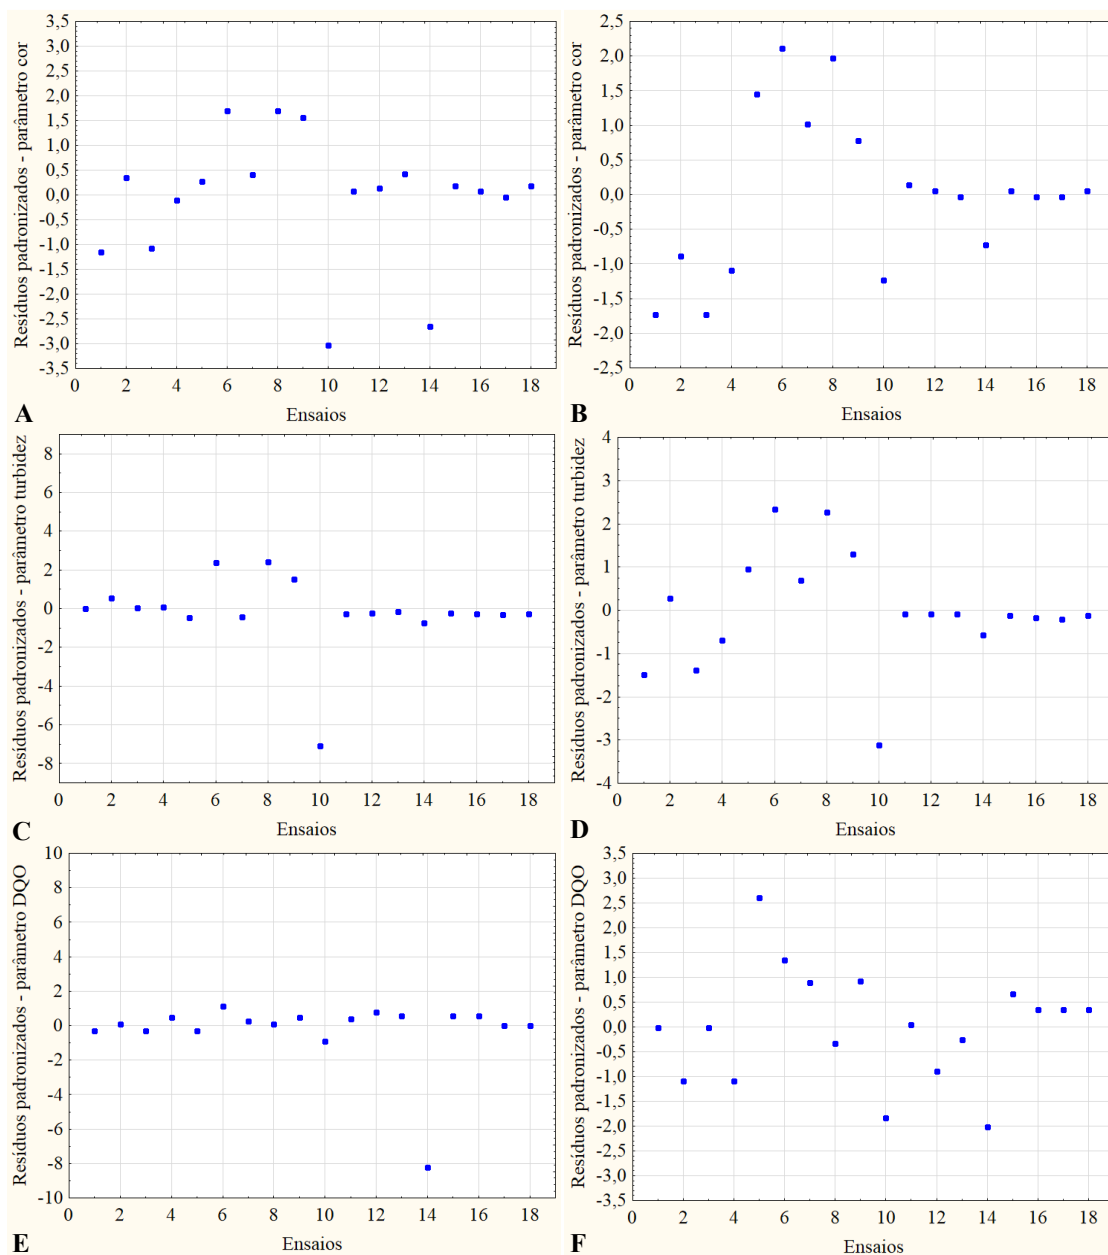 Resíduos padronizados - parâmetro cor
3,5
3,0
2,5
2,0
1,5
1,0
0,5
0,0
-0,5
-1,0
-1,5
-2,0
-2,5
-3,0
-3,5
0 2 4 6 8 10 12 14 16 18
Ensaios
A
Resíduos padronizados - parâmetro cor
2,5
2,0
1,5
1,0
0,5
0,0
-0,5
-1,0
-1,5
-2,0
-2,5
0 2 4 6 8 10 12 14 16 18
Ensaios
B
Resíduos padronizados - parâmetro turbidez
8
6
4
2
0
-2
-4
-6
-8
0 2 4 6 8 10 12 14 16 18
Ensaios
C
Resíduos padronizados - parâmetro turbidez
4
3
2
1
0
-1
-2
-3
-4
0 2 4 6 8 10 12 14 16 18
Ensaios
D
Resíduos padronizados - parâmetro DQO
10
8
6
4
2
0
-2
-4
-6
-8
-10
0 2 4 6 8 10 12 14 16 18
Ensaios
E
Resíduos padronizados - parâmetro DQO
3,5
3,0
2,5
2,0
1,5
1,0
0,5
0,0
-0,5
-1,0
-1,5
-2,0
-2,5
-3,0
-3,5
0 2 4 6 8 10 12 14 16 18
Ensaios
F